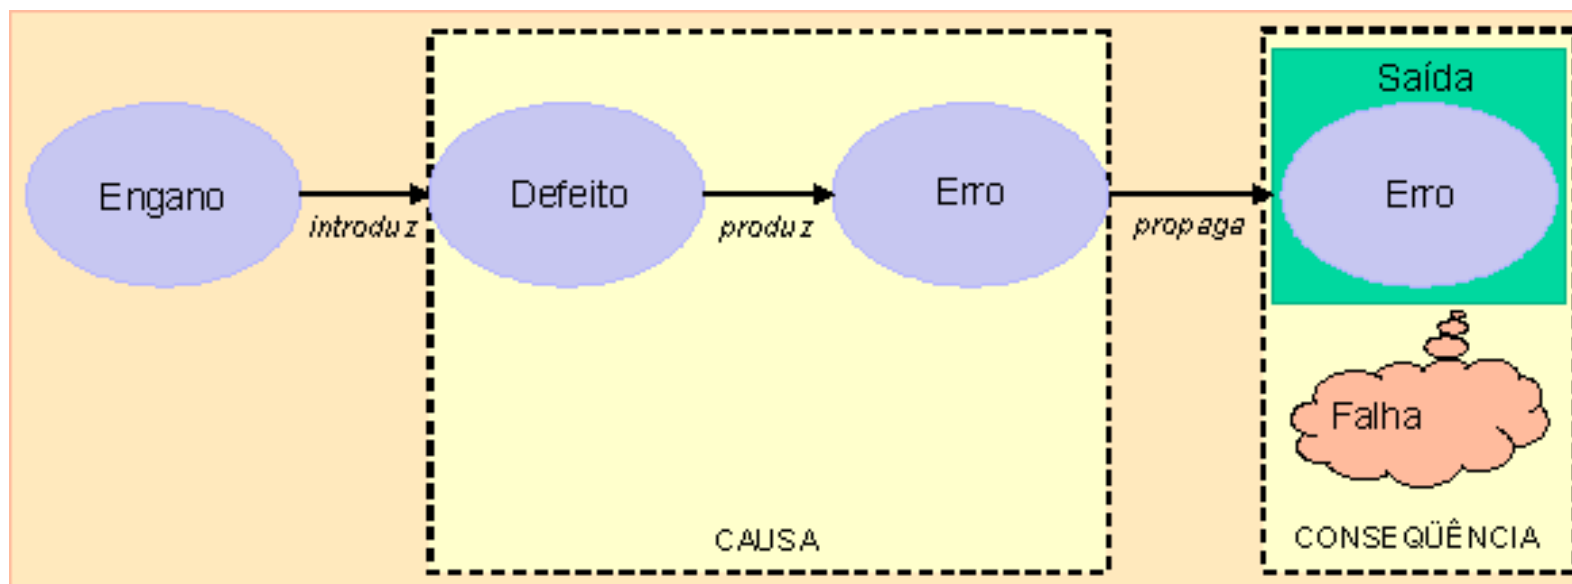 Saída
Engano
Defeito
Erro
Erro
introduz
produz
propaga
Falha
CAUSA
CONSEQÜÊNCIA